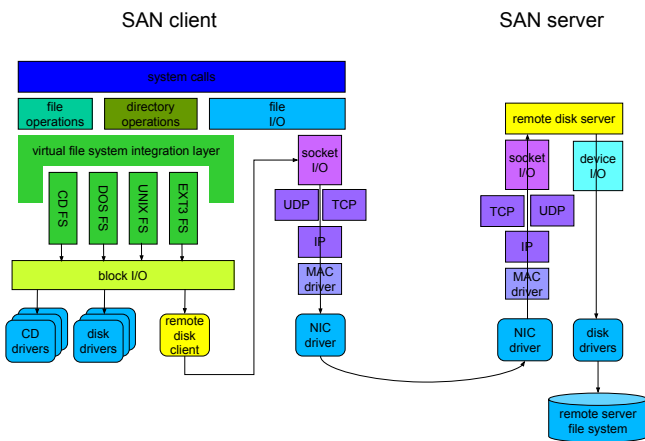 SAN client
SAN server
system calls
file
operations
directory
operations
file
I/O
remote disk server
virtual file system integration layer
socket
I/O
socket
I/O
device
I/O
CD FS
DOS FS
UNIX FS
EXT3 FS
UDP
TCP
TCP
UDP
IP
IP
block I/O
MAC
driver
MAC
driver
CD
drivers
disk
drivers
remote
disk
client
NIC
driver
NIC
driver
disk
drivers
remote server
file system